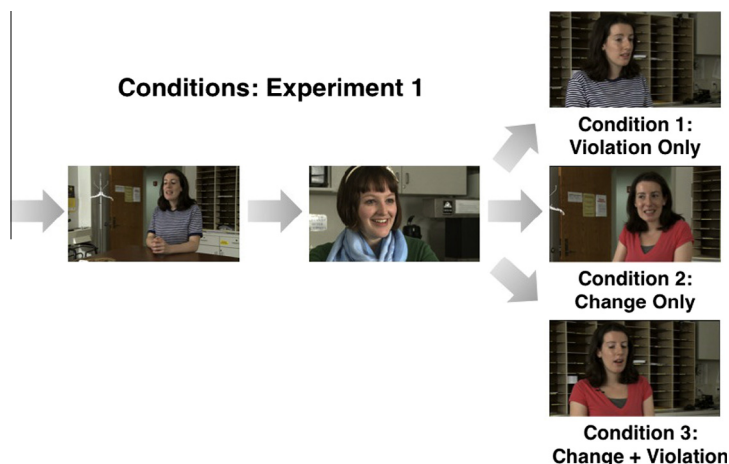 Conditions: Experiment 1
Condition 1:
Violation Only
Condition 2:
Change Only
Condition 3:
Change + Violation